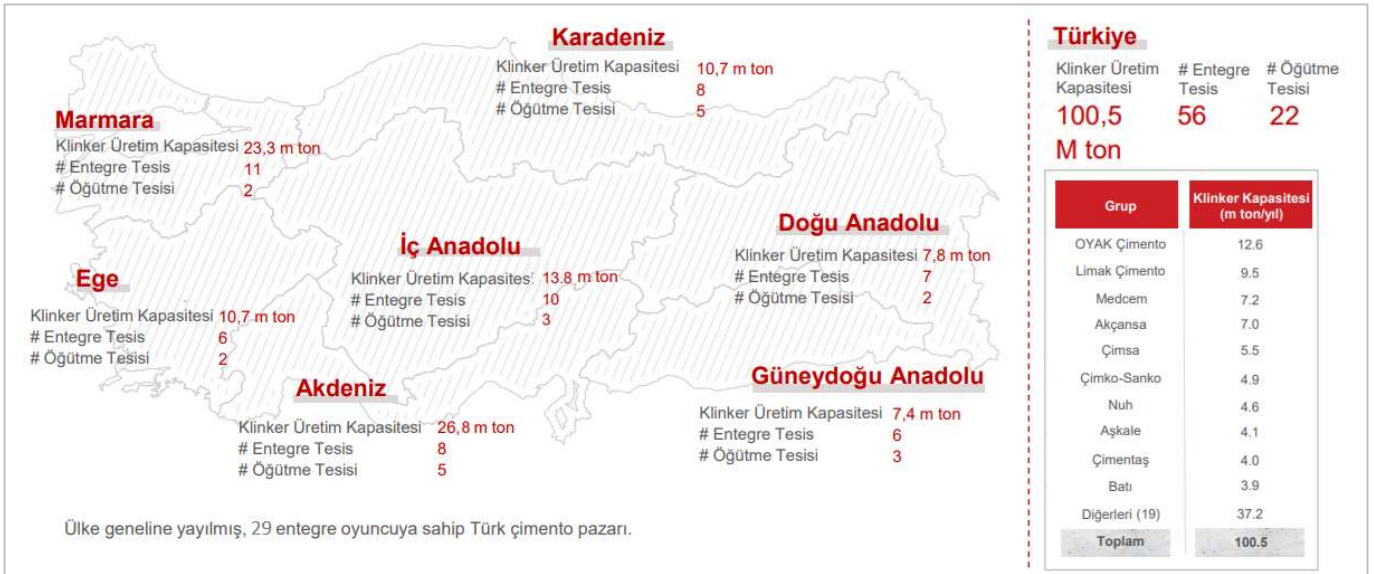 Karadeniz
Klinker Üretim Kapasitesi 10,7 m ton
# Entegre Tesis 8
# Öğütme Tesisi 5
Marmara
Klinker Üretim Kapasitesi 23,3 m ton
# Entegre Tesis 11
# Öğütme Tesisi 2
Doğu Anadolu
Klinker Üretim Kapasitesi 7,8 m ton
# Entegre Tesis 7
# Öğütme Tesisi 2
İç Anadolu
Klinker Üretim Kapasitesi 13.8 m ton
# Entegre Tesis 10
# Öğütme Tesisi 3
Ege
Klinker Üretim Kapasitesi 10,7 m ton
# Entegre Tesis 6
# Öğütme Tesisi 2
Akdeniz
Klinker Üretim Kapasitesi 26,8 m ton
# Entegre Tesis 8
# Öğütme Tesisi 5
Güneydoğu Anadolu
Klinker Üretim Kapasitesi 7,4 m ton
# Entegre Tesis 6
# Öğütme Tesisi 3
Ülke geneline yayılmış, 29 entegre oyuncuya sahip Türk çimento pazarı.
Türkiye
Klinker Üretim # Entegre # Öğütme
Kapasitesi Tesis Tesisi
100,5 56 22
M ton
Grup Klinker Kapasitesi
(m ton/yıl)
OYAK Çimento 12.6
Limak Çimento 9.5
Medcem 7.2
Akçansa 7.0
Çimsa 5.5
Çimko-Sanko 4.9
Nuh 4.6
Aşkale 4.1
Çimentaş 4.0
Batı 3.9
Diğerleri (19) 37.2
Toplam 100.5